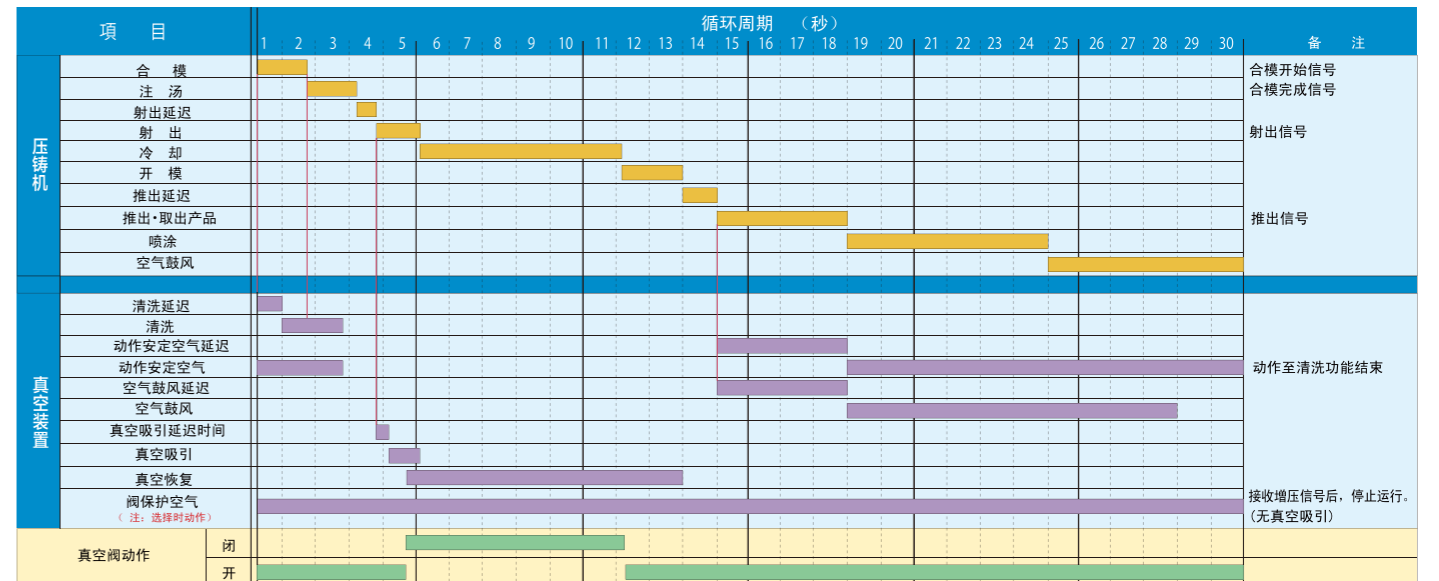 項 目
循环周期 （秒）
1 2 3 4 5 6 7 8 9 10 11 12 13 14 15 16 17 18 19 20 21 22 23 24 25 26 27 28 29 30
备 注
压铸机
合 模
合模开始信号
注 汤
合模完成信号
射出延迟
射 出
射出信号
冷 却
开 模
推出延迟
推出·取出产品
推出信号
喷涂
空气鼓风
真空装置
清洗延迟
清洗
动作安定空气延迟
动作安定空气
动作至清洗功能结束
空气鼓风延迟
空气鼓风
真空吸引延迟时间
真空吸引
真空恢复
阀保护空气
（ 注：选择时动作）
接收增压信号后，停止运行。
(无真空吸引)
真空阀动作
闭
开